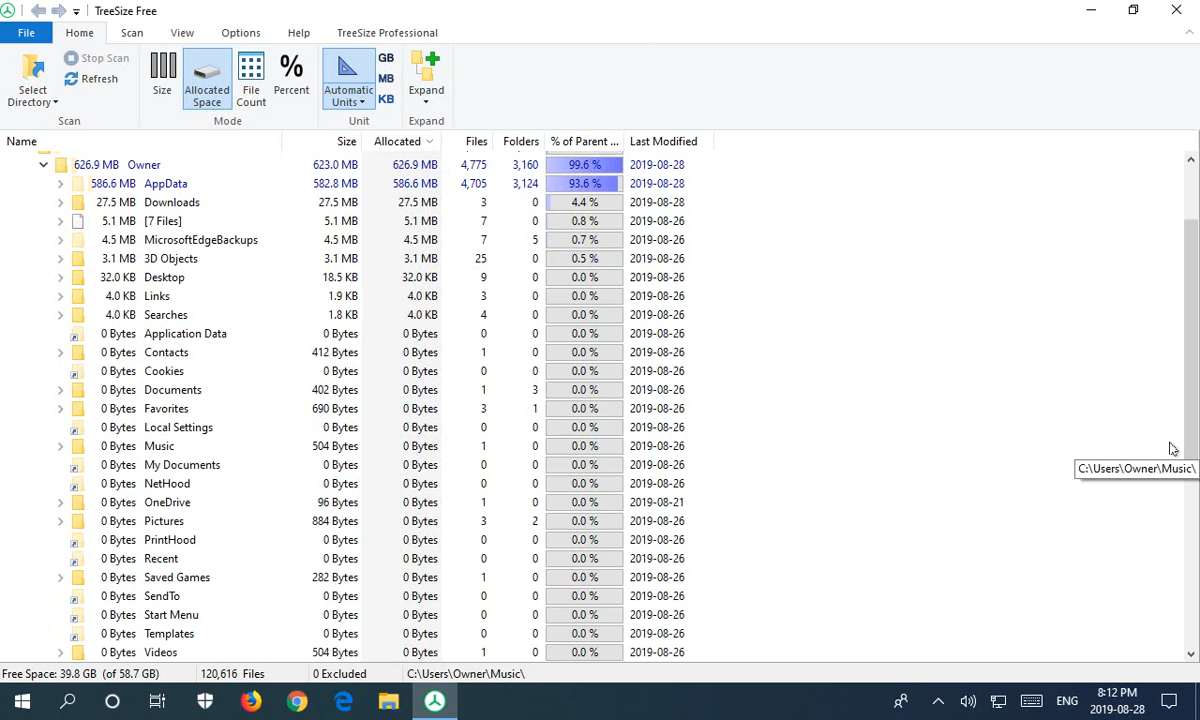 TreeSize Free
File Home Scan View Options Help TreeSize Professional
Select Directory
Stop Scan
Refresh
Size
Allocated Space
File Count
%
Percent
Automatic Units
GB
MB
KB
Expand
Scan Mode Unit Expand
Name Size Allocated Files Folders % of Parent ... Last Modified
626.9 MB Owner 623.0 MB 626.9 MB 4,775 3,160 99.6 % 2019-08-28
586.6 MB AppData 582.8 MB 586.6 MB 4,705 3,124 93.6 % 2019-08-28
27.5 MB Downloads 27.5 MB 27.5 MB 3 0 4.4 % 2019-08-28
5.1 MB [7 Files] 5.1 MB 5.1 MB 7 0 0.8 % 2019-08-26
4.5 MB MicrosoftEdgeBackups 4.5 MB 4.5 MB 7 5 0.7 % 2019-08-26
3.1 MB 3D Objects 3.1 MB 3.1 MB 25 0 0.5 % 2019-08-26
32.0 KB Desktop 18.5 KB 32.0 KB 9 0 0.0 % 2019-08-26
4.0 KB Links 1.9 KB 4.0 KB 3 0 0.0 % 2019-08-26
4.0 KB Searches 1.8 KB 4.0 KB 4 0 0.0 % 2019-08-26
0 Bytes Application Data 0 Bytes 0 Bytes 0 0 0.0 % 2019-08-26
0 Bytes Contacts 412 Bytes 0 Bytes 1 0 0.0 % 2019-08-26
0 Bytes Cookies 0 Bytes 0 Bytes 0 0 0.0 % 2019-08-26
0 Bytes Documents 402 Bytes 0 Bytes 1 3 0.0 % 2019-08-26
0 Bytes Favorites 690 Bytes 0 Bytes 3 1 0.0 % 2019-08-26
0 Bytes Local Settings 0 Bytes 0 Bytes 0 0 0.0 % 2019-08-26
0 Bytes Music 504 Bytes 0 Bytes 1 0 0.0 % 2019-08-26
0 Bytes My Documents 0 Bytes 0 Bytes 0 0 0.0 % 2019-08-26
C:\Users\Owner\Music\
0 Bytes NetHood 0 Bytes 0 Bytes 0 0 0.0 % 2019-08-26
0 Bytes OneDrive 96 Bytes 0 Bytes 1 0 0.0 % 2019-08-21
0 Bytes Pictures 884 Bytes 0 Bytes 3 2 0.0 % 2019-08-26
0 Bytes PrintHood 0 Bytes 0 Bytes 0 0 0.0 % 2019-08-26
0 Bytes Recent 0 Bytes 0 Bytes 0 0 0.0 % 2019-08-26
0 Bytes Saved Games 282 Bytes 0 Bytes 1 0 0.0 % 2019-08-26
0 Bytes SendTo 0 Bytes 0 Bytes 0 0 0.0 % 2019-08-26
0 Bytes Start Menu 0 Bytes 0 Bytes 0 0 0.0 % 2019-08-26
0 Bytes Templates 0 Bytes 0 Bytes 0 0 0.0 % 2019-08-26
0 Bytes Videos 504 Bytes 0 Bytes 1 0 0.0 % 2019-08-26
Free Space: 39.8 GB (of 58.7 GB) 120,616 Files 0 Excluded C:\Users\Owner\Music\
ENG
8:12 PM
2019-08-28